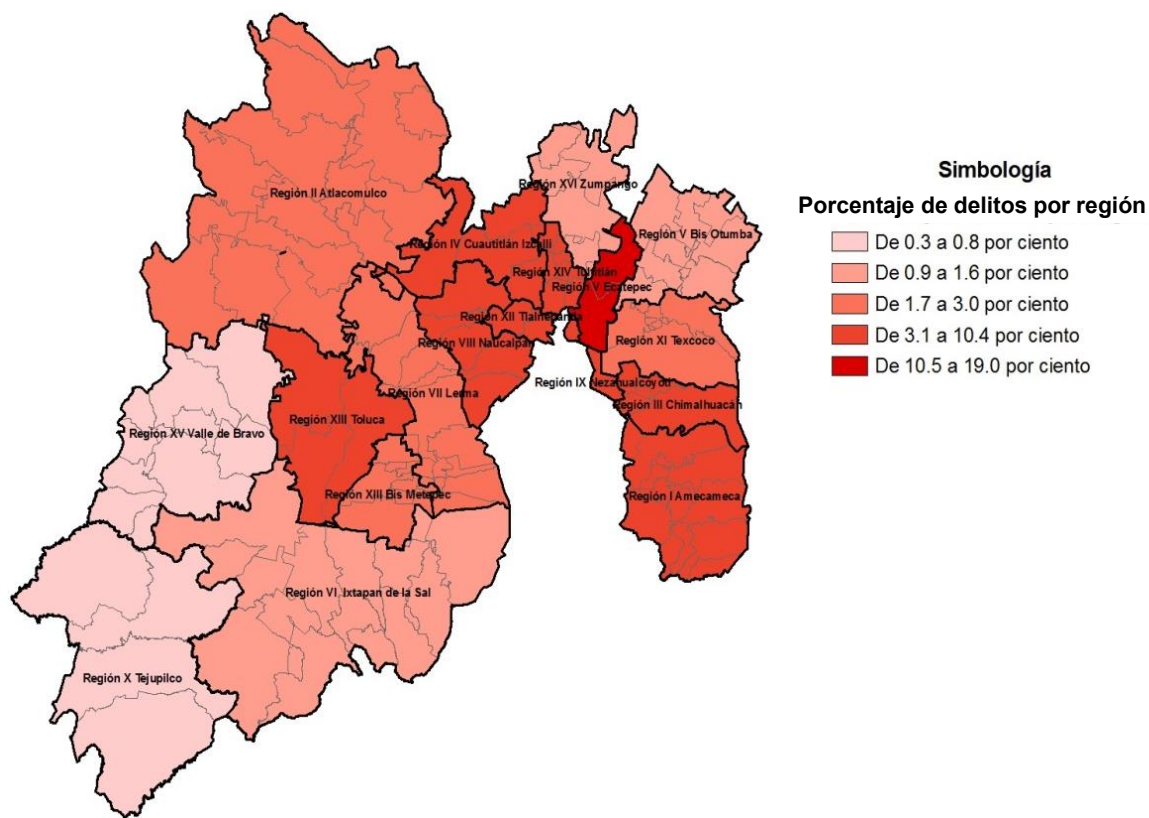 Simbología
Porcentaje de delitos por región
De 0.3 a 0.8 por ciento
De 0.9 a 1.6 por ciento
De 1.7 a 3.0 por ciento
De 3.1 a 10.4 por ciento
De 10.5 a 19.0 por ciento
Región XVI Zumpango
Región II Atlacomulco
Región V Bis Otumba
Región IV Cuautitlán Izcalli
Región XIV Tultitlán
Región V Ecatepec
Región XII Tlalnepantla
Región XI Texcoco
Región VIII Naucalpan
Región IX Nezahualcóyotl
Región VII Lerma
Región III Chimalhuacán
Región XIII Toluca
Región XV Valle de Bravo
Región XIII Bis Metepec
Región I Amecameca
Región VI Ixtapan de la Sal
Región X Tejupilco